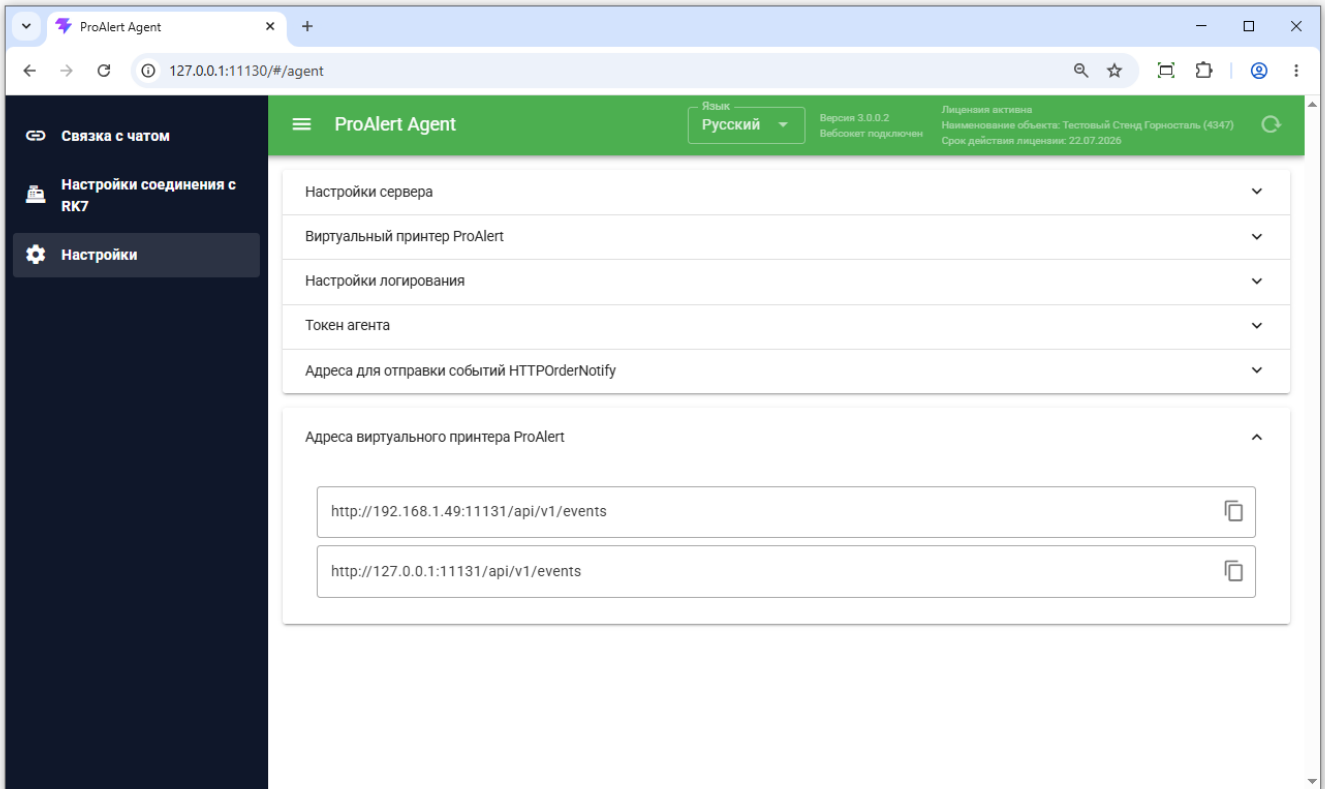 ProAlert Agent
127.0.0.1:11130/#/agent
Связка с чатом
Настройки соединения с
RK7
Настройки
ProAlert Agent
Язык
Русский
Версия 3.0.0.2
Вебсокет подключен
Лицензия активна
Наименование объекта: Тестовый Стенд Горносталь (4347)
Срок действия лицензии: 22.07.2026
Настройки сервера
Виртуальный принтер ProAlert
Настройки логирования
Токен агента
Адреса для отправки событий HTTPOrderNotify
Адреса виртуального принтера ProAlert
http://192.168.1.49:11131/api/v1/events
http://127.0.0.1:11131/api/v1/events